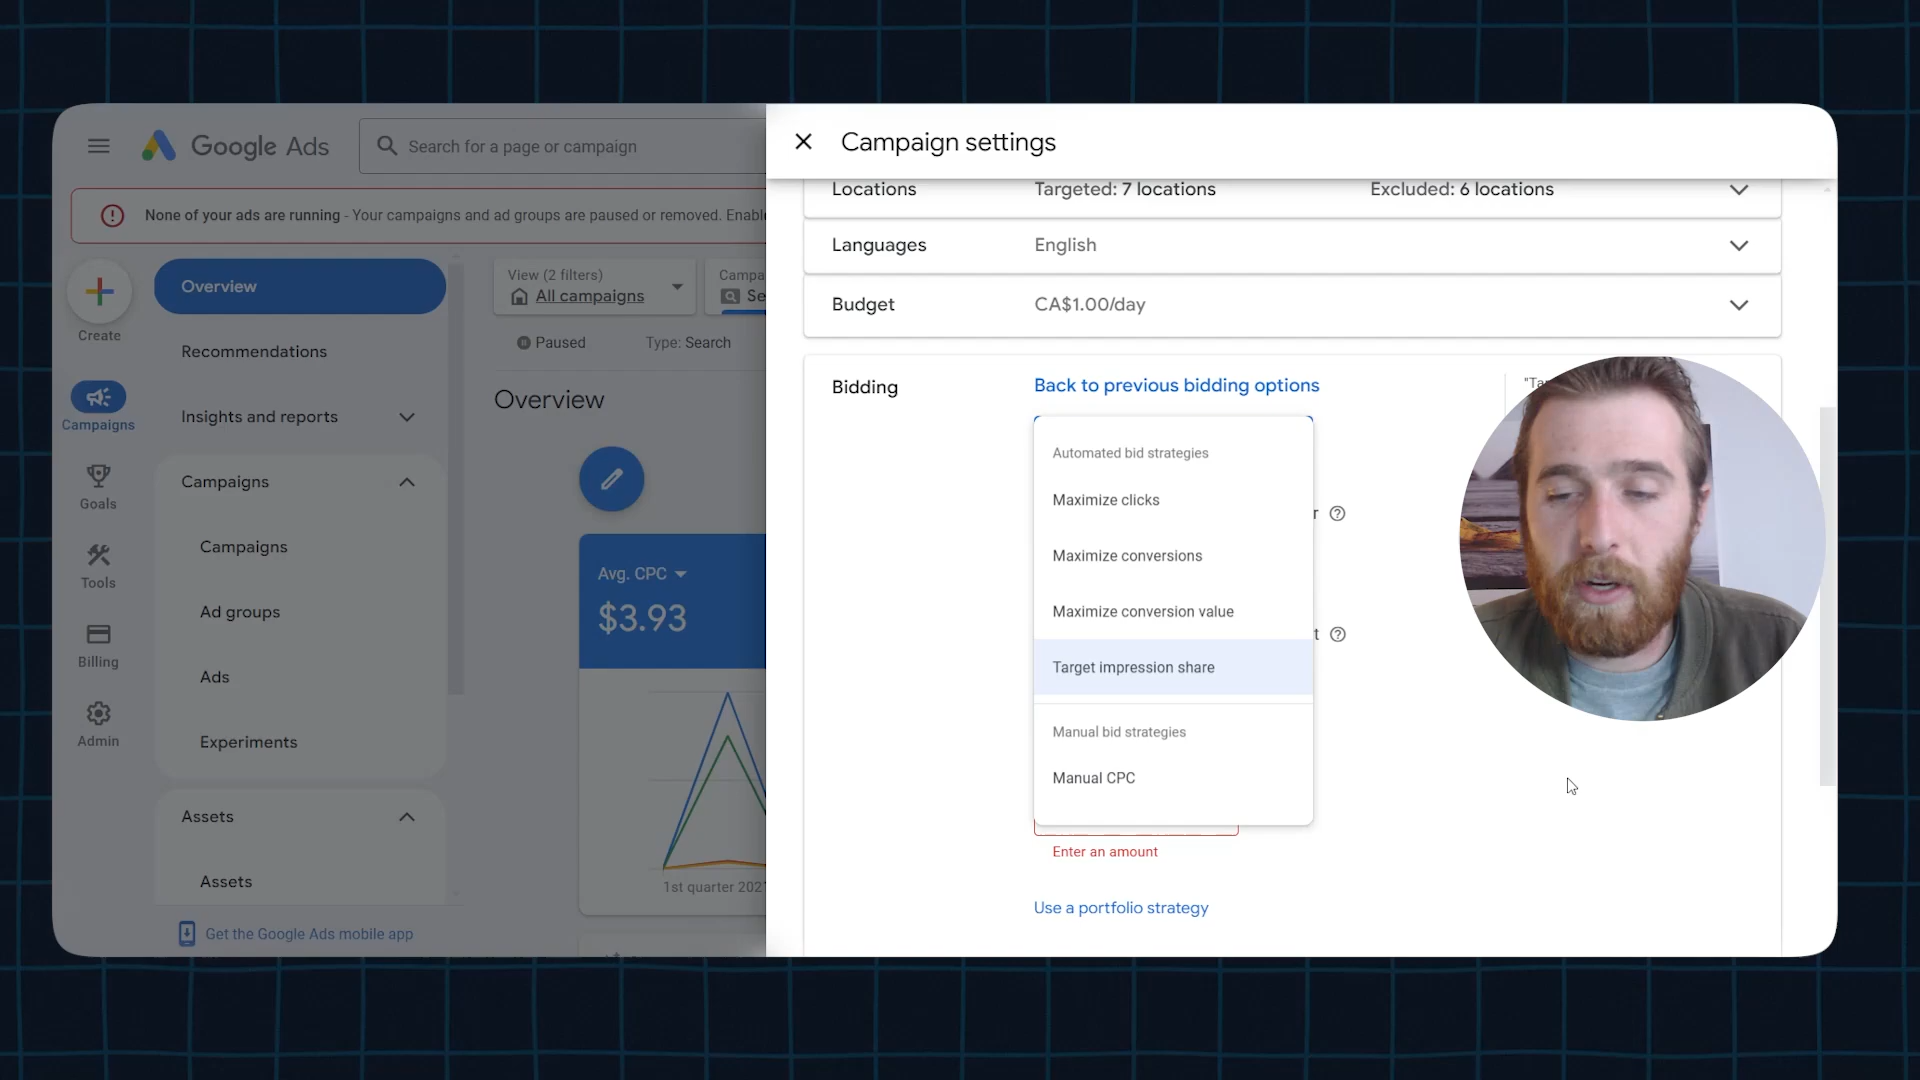 Google Ads
Search for a page or campaign
None of your ads are running - Your campaigns and ad groups are paused or removed. Enable
Create
Campaigns
Goals
Tools
Billing
Admin
Overview
Recommendations
Insights and reports
Campaigns
Campaigns
Ad groups
Ads
Experiments
Assets
Assets
Get the Google Ads mobile app
View (2 filters)
All campaigns
Campa
Se
Paused
Type: Search
Overview
Avg. CPC
$3.93
1st quarter 202
Campaign settings
Locations
Targeted: 7 locations
Excluded: 6 locations
Languages
English
Budget
CA$1.00/day
Bidding
Back to previous bidding options
"Ta
Automated bid strategies
Maximize clicks
r
Maximize conversions
Maximize conversion value
t
Target impression share
Manual bid strategies
Manual CPC
Enter an amount
Use a portfolio strategy